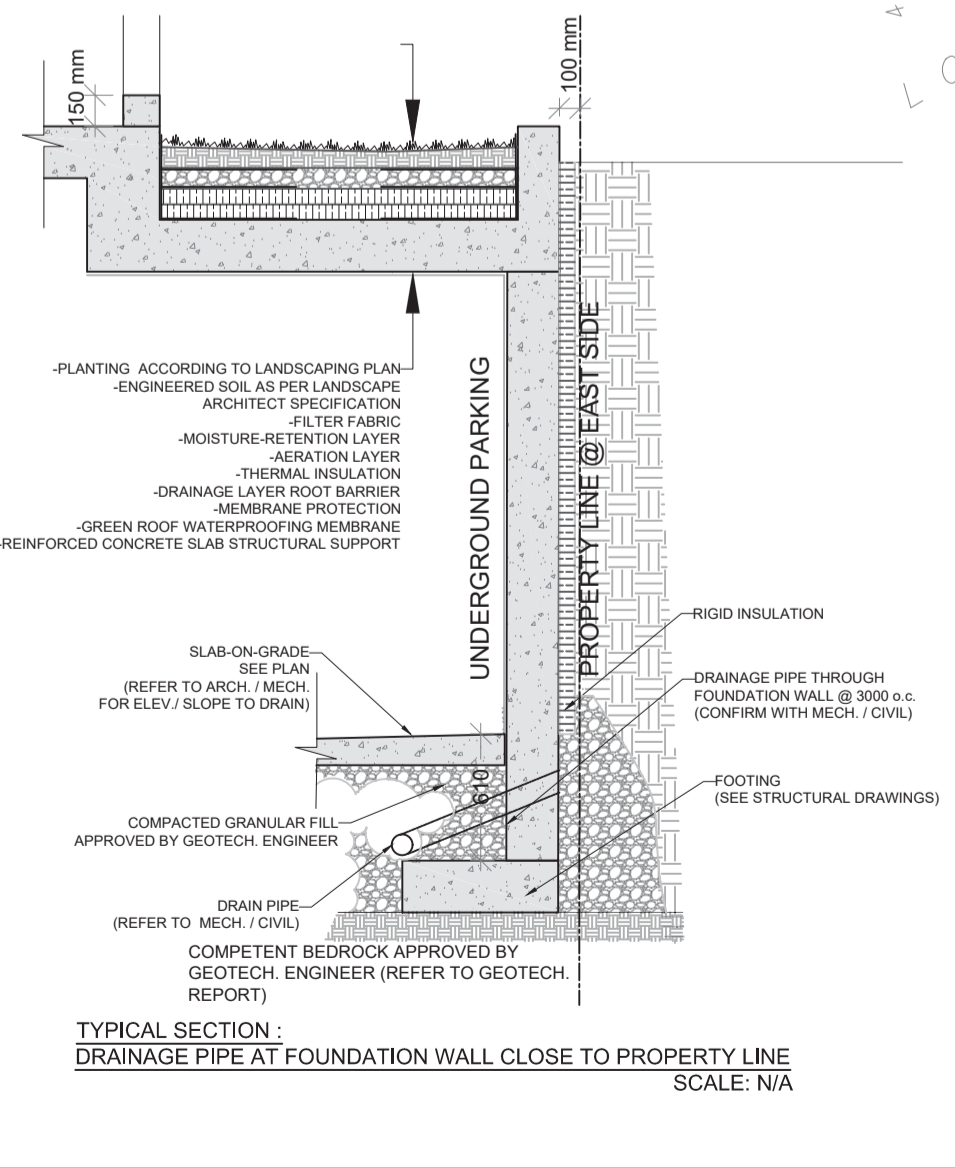 150 mm
100 mm
-PLANTING ACCORDING TO LANDSCAPING PLAN
-ENGINEERED SOIL AS PER LANDSCAPE
ARCHITECT SPECIFICATION
-FILTER FABRIC
-MOISTURE-RETENTION LAYER
-AERATION LAYER
-THERMAL INSULATION
-DRAINAGE LAYER ROOT BARRIER
-MEMBRANE PROTECTION
-GREEN ROOF WATERPROOFING MEMBRANE
-REINFORCED CONCRETE SLAB STRUCTURAL SUPPORT
UNDERGROUND PARKING
PROPERTY LINE @ EAST SIDE
RIGID INSULATION
SLAB-ON-GRADE
SEE PLAN
(REFER TO ARCH. / MECH.
FOR ELEV./ SLOPE TO DRAIN)
DRAINAGE PIPE THROUGH
FOUNDATION WALL @ 3000 o.c.
(CONFIRM WITH MECH. / CIVIL)
610
FOOTING
(SEE STRUCTURAL DRAWINGS)
COMPACTED GRANULAR FILL
APPROVED BY GEOTECH. ENGINEER
DRAIN PIPE
(REFER TO MECH. / CIVIL)
COMPETENT BEDROCK APPROVED BY
GEOTECH. ENGINEER (REFER TO GEOTECH.
REPORT)
TYPICAL SECTION :
DRAINAGE PIPE AT FOUNDATION WALL CLOSE TO PROPERTY LINE
SCALE: N/A